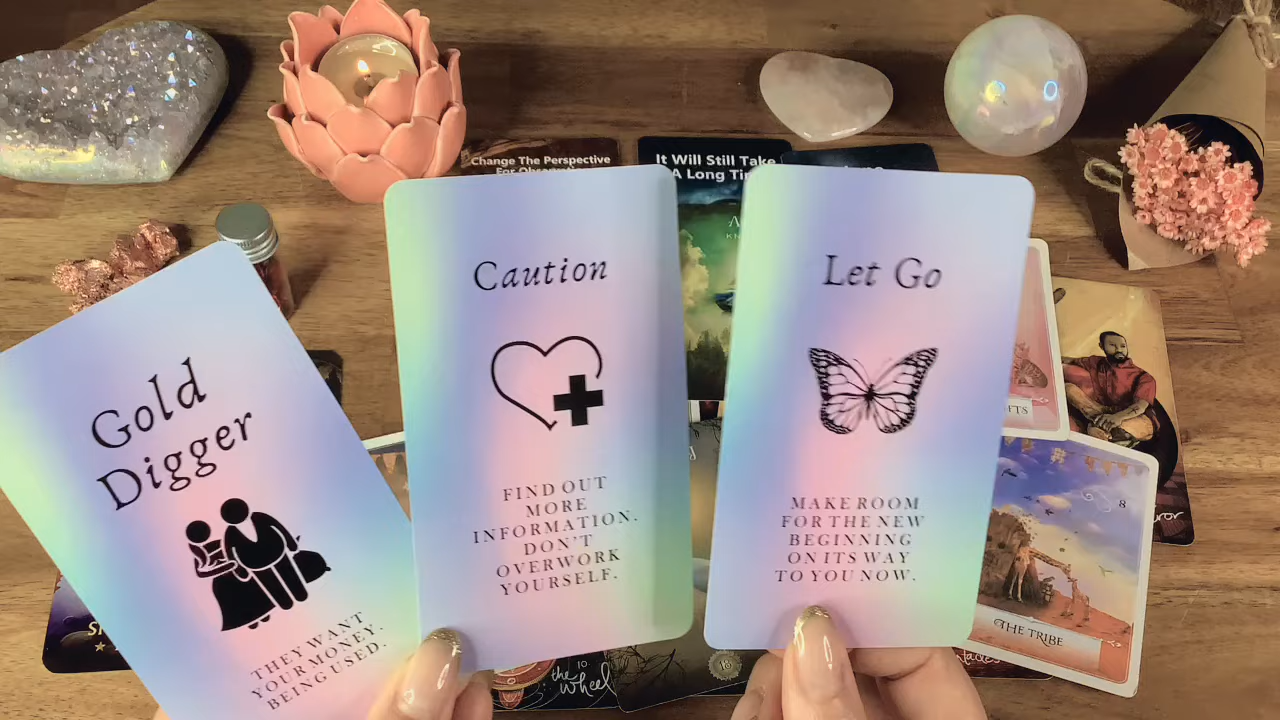 Change The Perspective
It Will Still Take
A Long
Gold
Digger
THEY WANT
YOUR MONEY.
BEING USED.
Caution
FIND OUT
MORE
INFORMATION.
DON'T
OVERWORK
YOURSELF.
Let Go
MAKE ROOM
FOR THE NEW
BEGINNING
ON ITS WAY
TO YOU NOW.
8
THE TRIBE
10
the
wheel
13